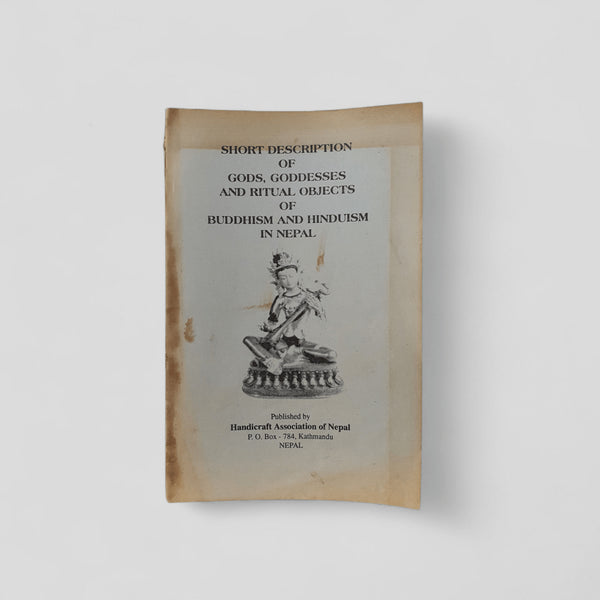 SHORT DESCRIPTION
OF
GODS, GODDESSES
AND RITUAL OBJECTS
OF
BUDDHISM AND HINDUISM
IN NEPAL
Published by
Handicraft Association of Nepal
P. O. Box - 784, Kathmandu
NEPAL